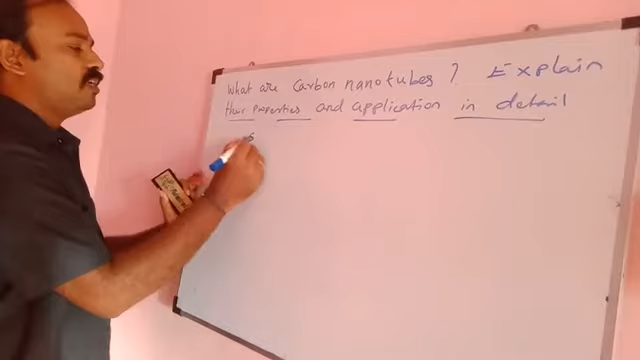 What are Carbon nanotubes ? Explain
their properties and application in detail
s